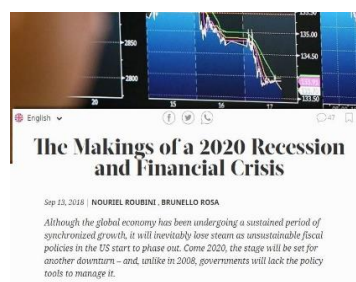 135.00
2850
134.50
2800
133.50
20 15 16 17
English 47
The Makings of a 2020 Recession
and Financial Crisis
Sep 13, 2018 | NOURIEL ROUBINI , BRUNELLO ROSA
Although the global economy has been undergoing a sustained period of
synchronized growth, it will inevitably lose steam as unsustainable fiscal
policies in the US start to phase out. Come 2020, the stage will be set for
another downturn – and, unlike in 2008, governments will lack the policy
tools to manage it.